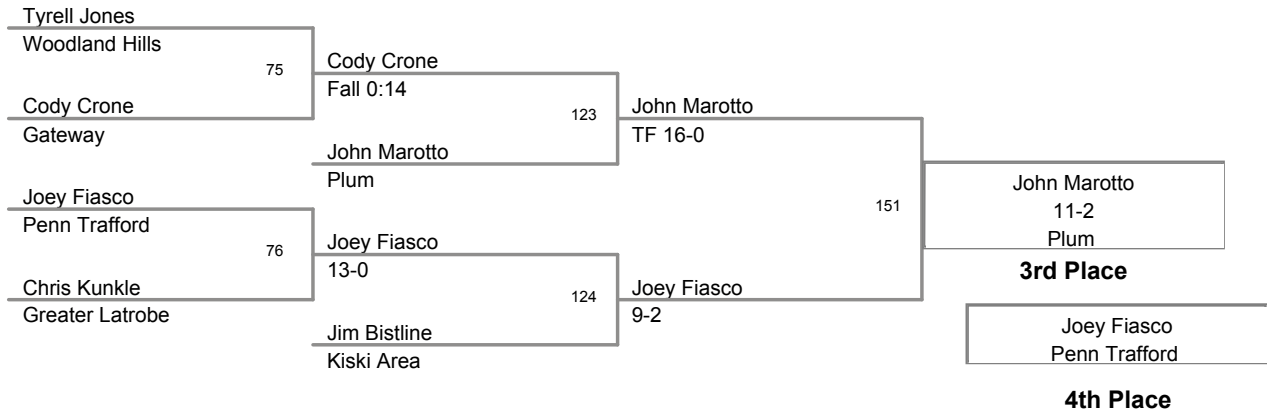 Tyrell Jones
Woodland Hills
75
Cody Crone
Gateway
Cody Crone
Fall 0:14
123
John Marotto
Plum
John Marotto
TF 16-0
Joey Fiasco
Penn Trafford
76
Chris Kunkle
Greater Latrobe
Joey Fiasco
13-0
124
Jim Bistline
Kiski Area
Joey Fiasco
9-2
151
John Marotto
11-2
Plum
3rd Place
Joey Fiasco
Penn Trafford
4th Place